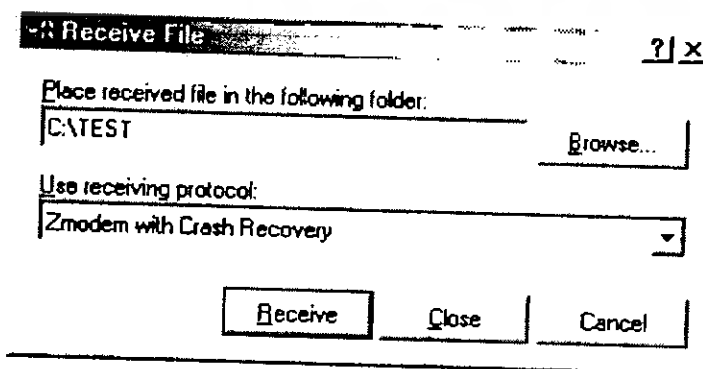 Receive File
? X
Place received file in the following folder:
C:\TEST
Browse...
Use receiving protocol:
Zmodem with Crash Recovery
Receive Close Cancel